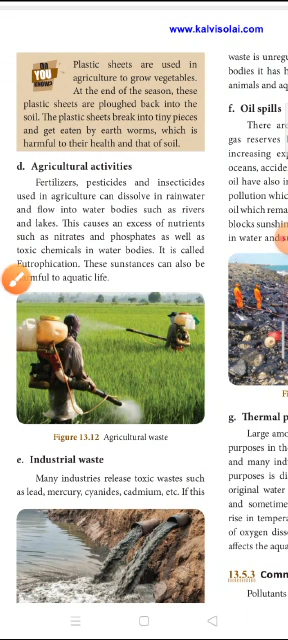 www.kalvisolai.com
DO
YOU
KNOW?
Plastic sheets are used in
agriculture to grow vegetables.
At the end of the season, these
plastic sheets are ploughed back into the
soil. The plastic sheets break into tiny pieces
and get eaten by earth worms, which is
harmful to their health and that of soil.
d. Agricultural activities
Fertilizers, pesticides and insecticides
used in agriculture can dissolve in rainwater
and flow into water bodies such as rivers
and lakes. This causes an excess of nutrients
such as nitrates and phosphates as well as
toxic chemicals in water bodies. It is called
Eutrophication. These sunstances can also be
rmful to aquatic life.
Figure 13.12 Agricultural waste
e. Industrial waste
Many industries release toxic wastes such
as lead, mercury, cyanides, cadmium, etc. If this
waste is unregu
bodies it has h
animals and aq
f. Oil spills
There are
gas reserves
increasing exp
oceans, accide
oil have also i
pollution whic
oil which rema
blocks sunshin
in water and s
Fi
g. Thermal p
Large amo
purposes in the
and many indu
purposes is di
original water
and sometime
rise in tempera
of oxygen disso
affects the aqua
13.5.3 Comm
Pollutants